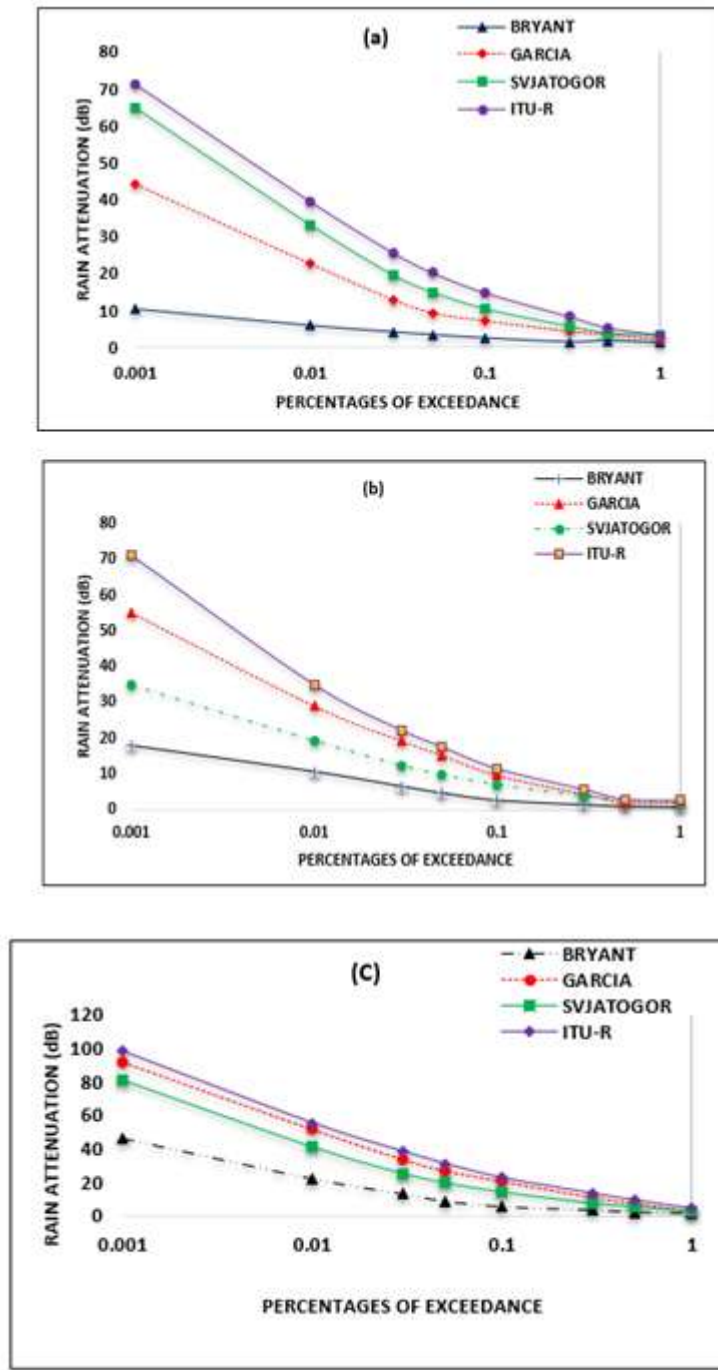 (a)
BRYANT
GARCIA
SVJATOGOR
ITU-R
RAIN ATTENUATION (dB)
80
70
60
50
40
30
20
10
0
0.001 0.01 0.1 1
PERCENTAGES OF EXCEEDANCE
(b)
BRYANT
GARCIA
SVJATOGOR
ITU-R
RAIN ATTENUATION (dB)
80
70
60
50
40
30
20
10
0
0.001 0.01 0.1 1
PERCENTAGES OF EXCEEDANCE
(C)
BRYANT
GARCIA
SVJATOGOR
ITU-R
RAIN ATTENUATION (dB)
120
100
80
60
40
20
0
0.001 0.01 0.1 1
PERCENTAGES OF EXCEEDANCE